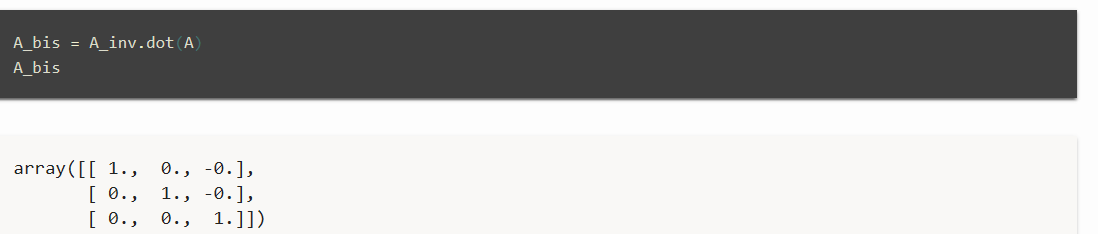 A_bis = A_inv.dot(A)
A_bis
array([[ 1.,  0., -0.],
       [ 0.,  1., -0.],
       [ 0.,  0.,  1.]])